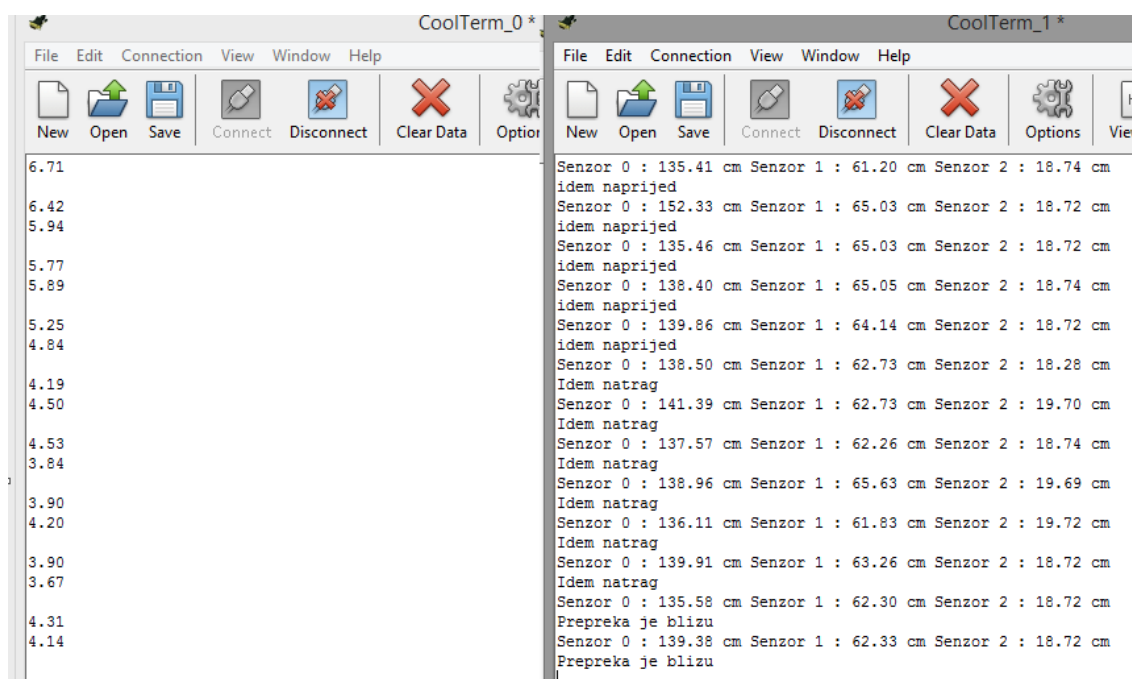 CoolTerm_0 *
File Edit Connection View Window Help
New Open Save Connect Disconnect Clear Data Option
6.71
6.42
5.94
5.77
5.89
5.25
4.84
4.19
4.50
4.53
3.84
3.90
4.20
3.90
3.67
4.31
4.14
CoolTerm_1 *
File Edit Connection View Window Help
New Open Save Connect Disconnect Clear Data Options Vie
Senzor 0 : 135.41 cm Senzor 1 : 61.20 cm Senzor 2 : 18.74 cm
idem naprijed
Senzor 0 : 152.33 cm Senzor 1 : 65.03 cm Senzor 2 : 18.72 cm
idem naprijed
Senzor 0 : 135.46 cm Senzor 1 : 65.03 cm Senzor 2 : 18.72 cm
idem naprijed
Senzor 0 : 138.40 cm Senzor 1 : 65.05 cm Senzor 2 : 18.74 cm
idem naprijed
Senzor 0 : 139.86 cm Senzor 1 : 64.14 cm Senzor 2 : 18.72 cm
idem naprijed
Senzor 0 : 138.50 cm Senzor 1 : 62.73 cm Senzor 2 : 18.28 cm
Idem natrag
Senzor 0 : 141.39 cm Senzor 1 : 62.73 cm Senzor 2 : 19.70 cm
Idem natrag
Senzor 0 : 137.57 cm Senzor 1 : 62.26 cm Senzor 2 : 18.74 cm
Idem natrag
Senzor 0 : 138.96 cm Senzor 1 : 65.63 cm Senzor 2 : 19.69 cm
Idem natrag
Senzor 0 : 136.11 cm Senzor 1 : 61.83 cm Senzor 2 : 19.72 cm
Idem natrag
Senzor 0 : 139.91 cm Senzor 1 : 63.26 cm Senzor 2 : 18.72 cm
Idem natrag
Senzor 0 : 135.58 cm Senzor 1 : 62.30 cm Senzor 2 : 18.72 cm
Prepreka je blizu
Senzor 0 : 139.38 cm Senzor 1 : 62.33 cm Senzor 2 : 18.72 cm
Prepreka je blizu